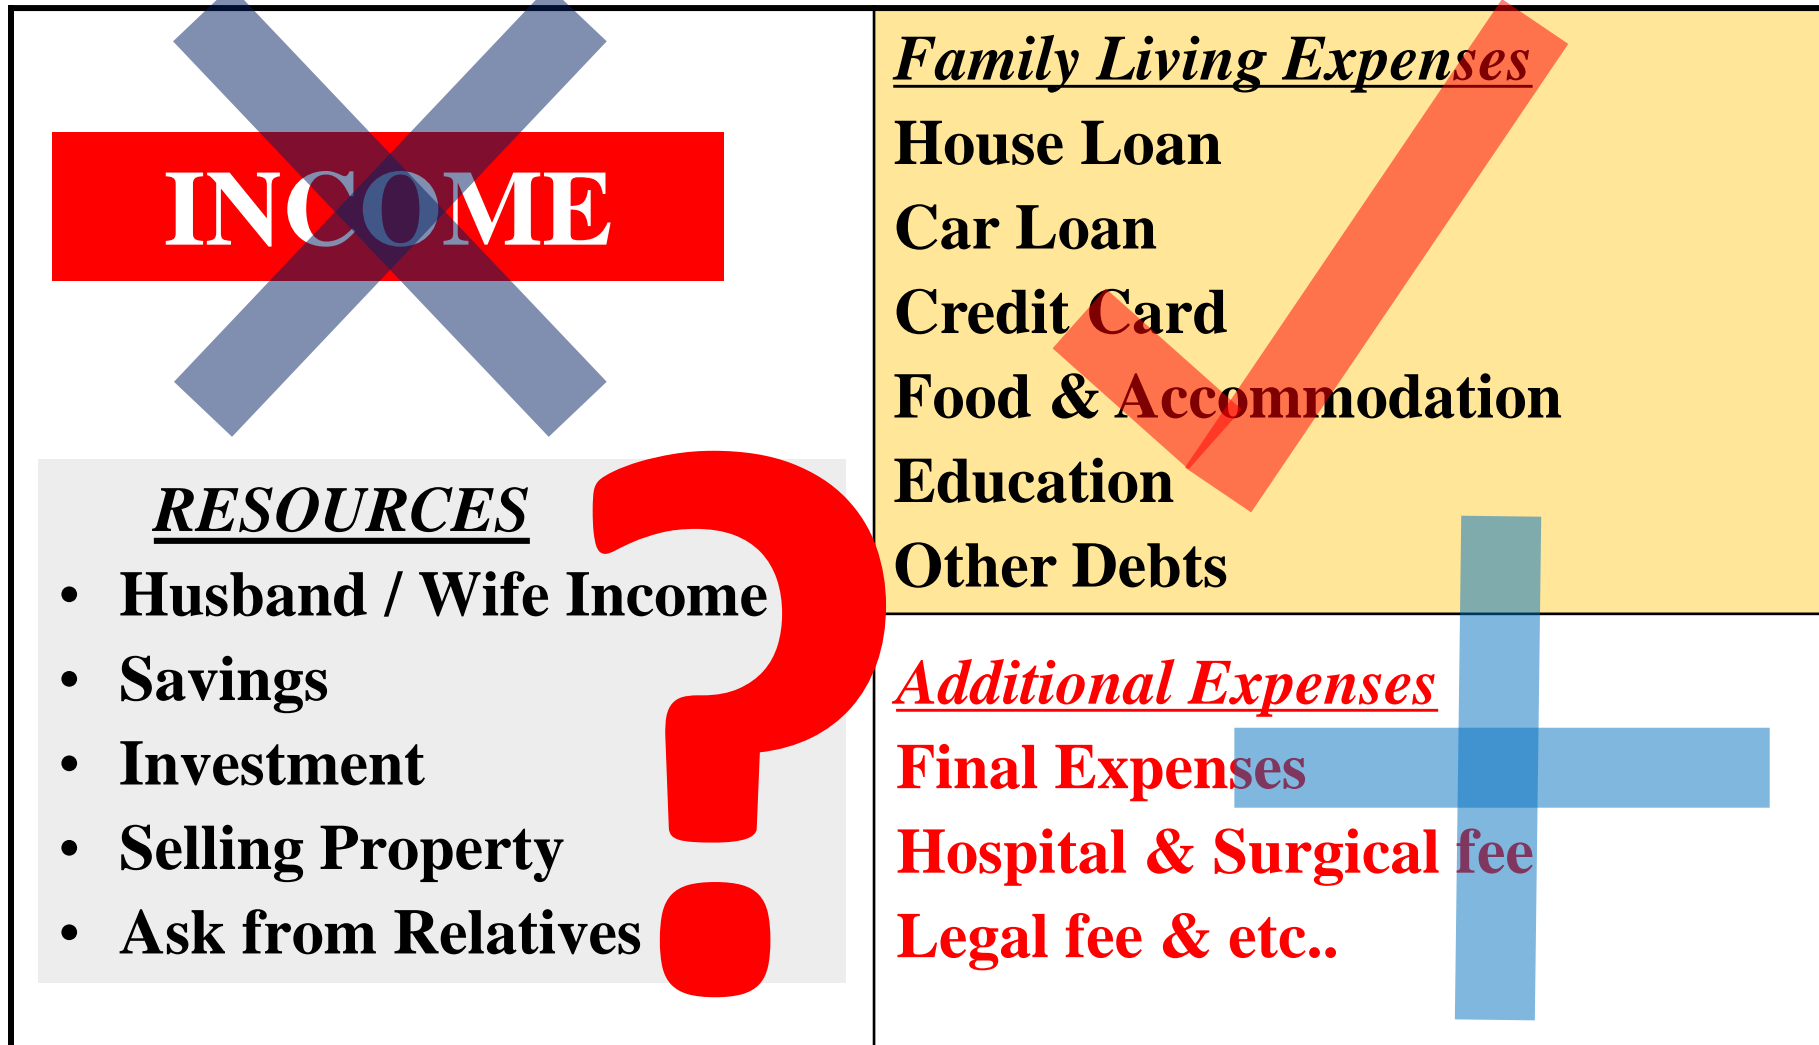 INCOME
RESOURCES
• Husband / Wife Income
• Savings
• Investment
• Selling Property
• Ask from Relatives
?
Family Living Expenses
House Loan
Car Loan
Credit Card
Food & Accommodation
Education
Other Debts
Additional Expenses
Final Expenses
Hospital & Surgical fee
Legal fee & etc..